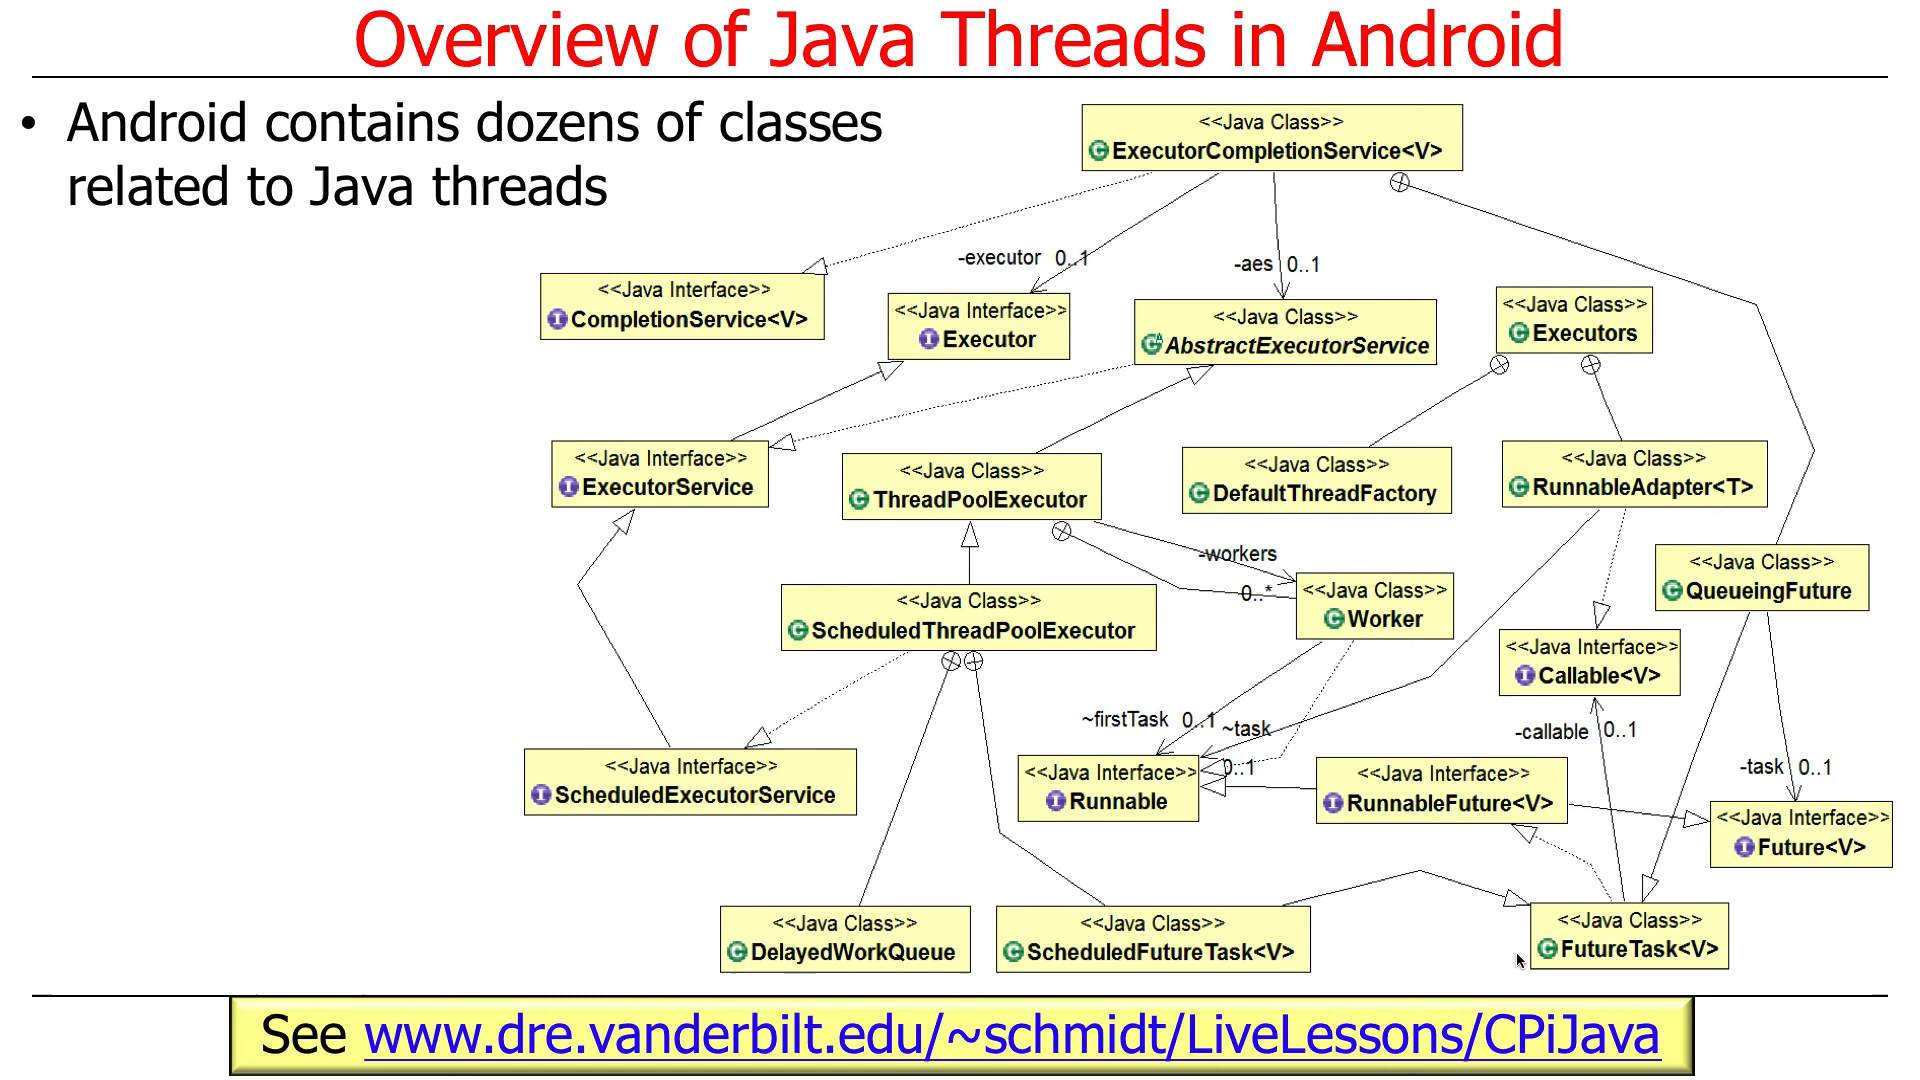 Overview of Java Threads in Android
• Android contains dozens of classes
related to Java threads
<<Java Class>>
ExecutorCompletionService<V>
-executor 0..1
-aes 0..1
<<Java Interface>>
CompletionService<V>
<<Java Interface>>
Executor
<<Java Class>>
AbstractExecutorService
<<Java Class>>
Executors
<<Java Interface>>
ExecutorService
<<Java Class>>
ThreadPoolExecutor
<<Java Class>>
DefaultThreadFactory
<<Java Class>>
RunnableAdapter<T>
-workers
0..*
<<Java Class>>
QueueingFuture
<<Java Class>>
ScheduledThreadPoolExecutor
<<Java Class>>
Worker
<<Java Interface>>
Callable<V>
~firstTask 0..1
~task
0..1
-callable 0..1
-task 0..1
<<Java Interface>>
ScheduledExecutorService
<<Java Interface>>
Runnable
<<Java Interface>>
RunnableFuture<V>
<<Java Interface>>
Future<V>
<<Java Class>>
DelayedWorkQueue
<<Java Class>>
ScheduledFutureTask<V>
<<Java Class>>
FutureTask<V>
See www.dre.vanderbilt.edu/~schmidt/LiveLessons/CPiJava